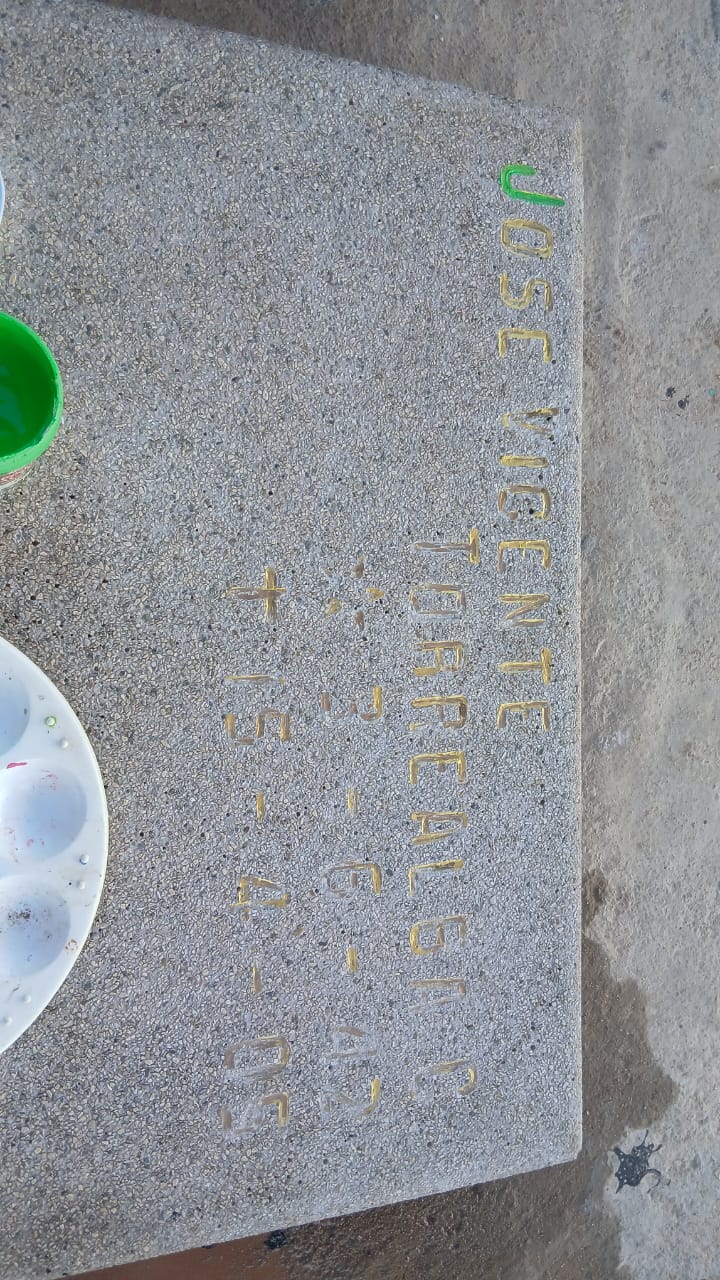 JOSE VICENTE
TORREALBA C
* 3 - 6 - 42
+ 15 - 4 - 05